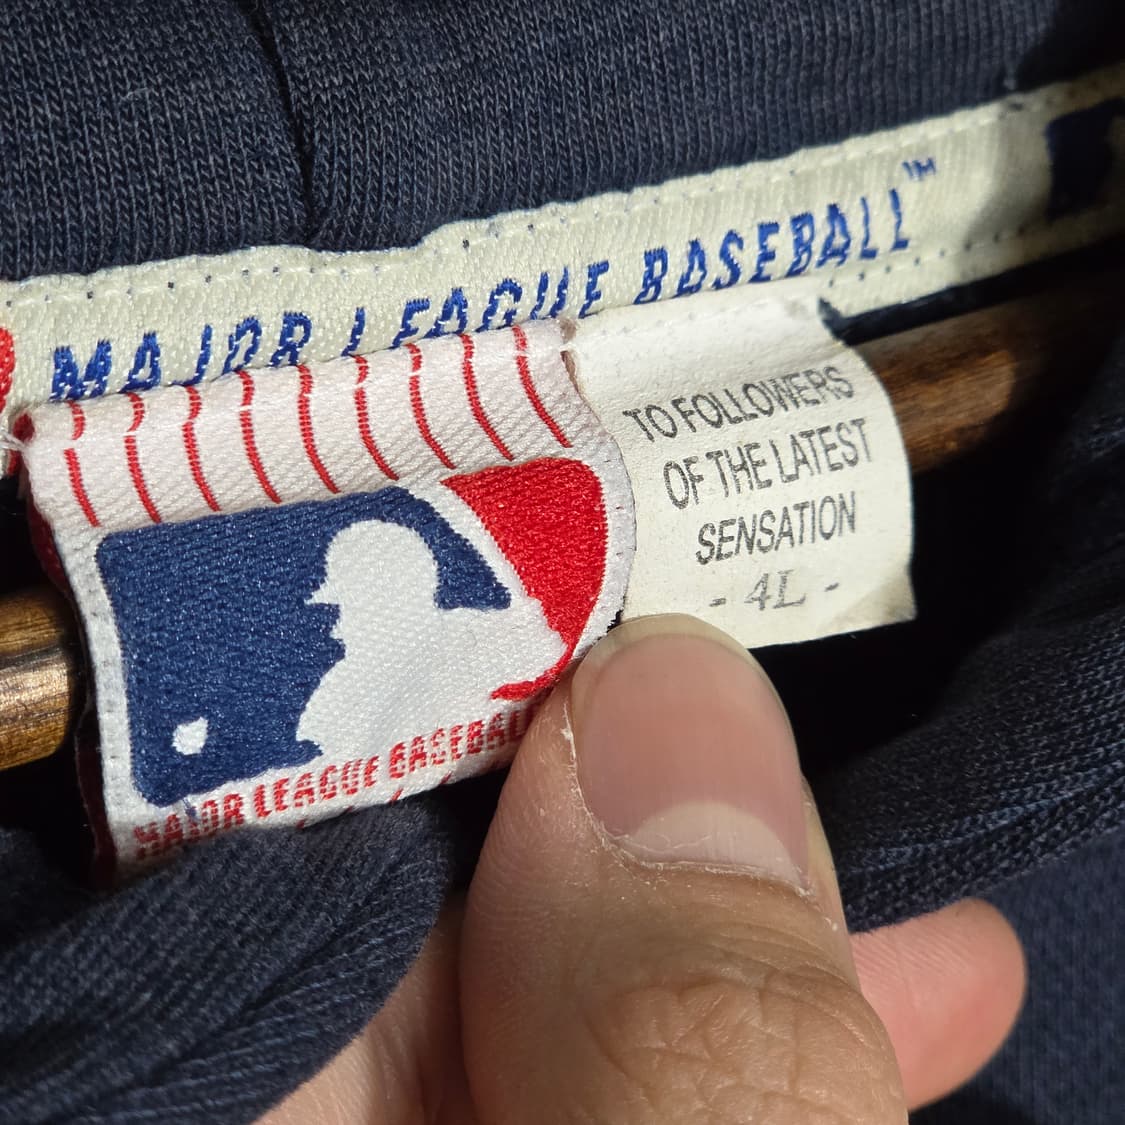 MAJOR LEAGUE BASEBALL™
TO FOLLOWERS
OF THE LATEST
SENSATION
- 4L -
MAJOR LEAGUE BASEBALL